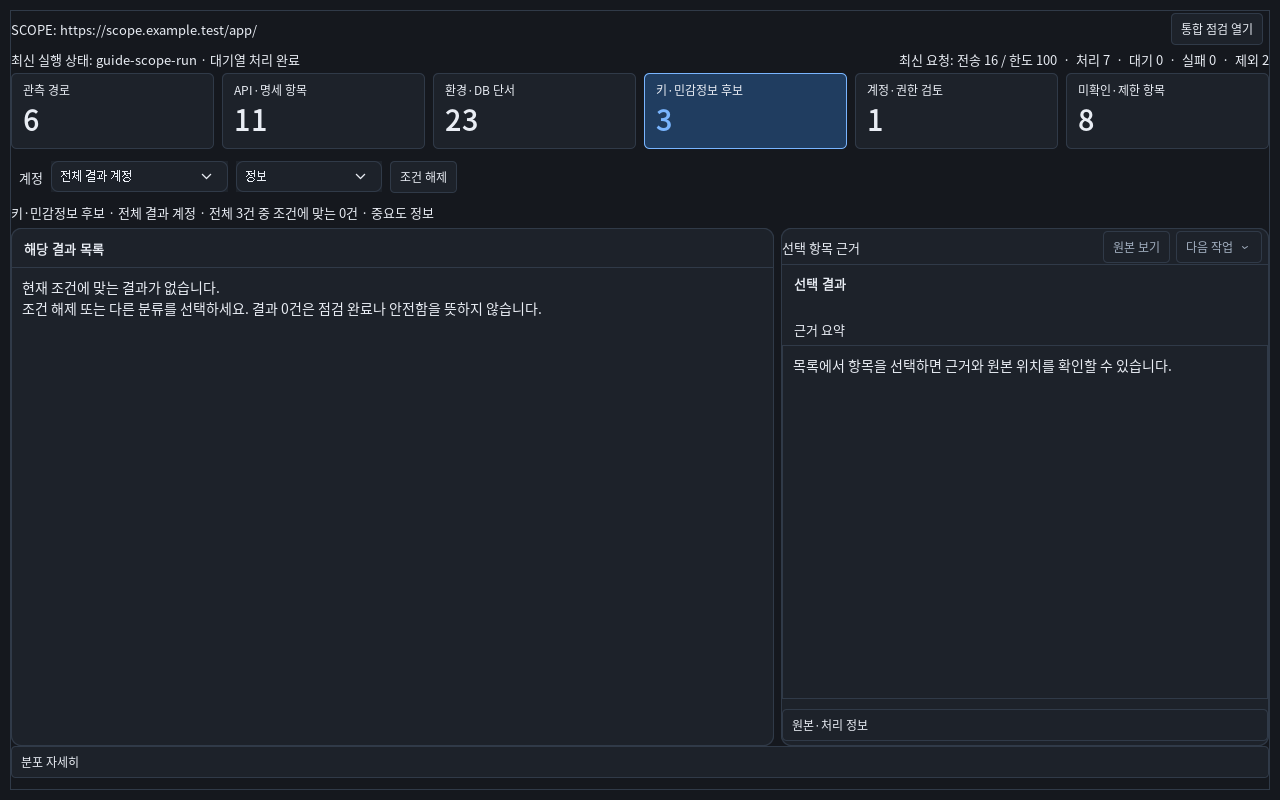 SCOPE: https://scope.example.test/app/
통합 점검 열기
최신 실행 상태: guide-scope-run · 대기열 처리 완료
최신 요청: 전송 16 / 한도 100 · 처리 7 · 대기 0 · 실패 0 · 제외 2
관측 경로
6
API·명세 항목
11
환경·DB 단서
23
키·민감정보 후보
3
계정·권한 검토
1
미확인·제한 항목
8
계정
전체 결과 계정
정보
조건 해제
키·민감정보 후보 · 전체 결과 계정 · 전체 3건 중 조건에 맞는 0건 · 중요도 정보
해당 결과 목록
현재 조건에 맞는 결과가 없습니다.
조건 해제 또는 다른 분류를 선택하세요. 결과 0건은 점검 완료나 안전함을 뜻하지 않습니다.
선택 항목 근거
원본 보기
다음 작업
선택 결과
근거 요약
목록에서 항목을 선택하면 근거와 원본 위치를 확인할 수 있습니다.
원본·처리 정보
분포 자세히